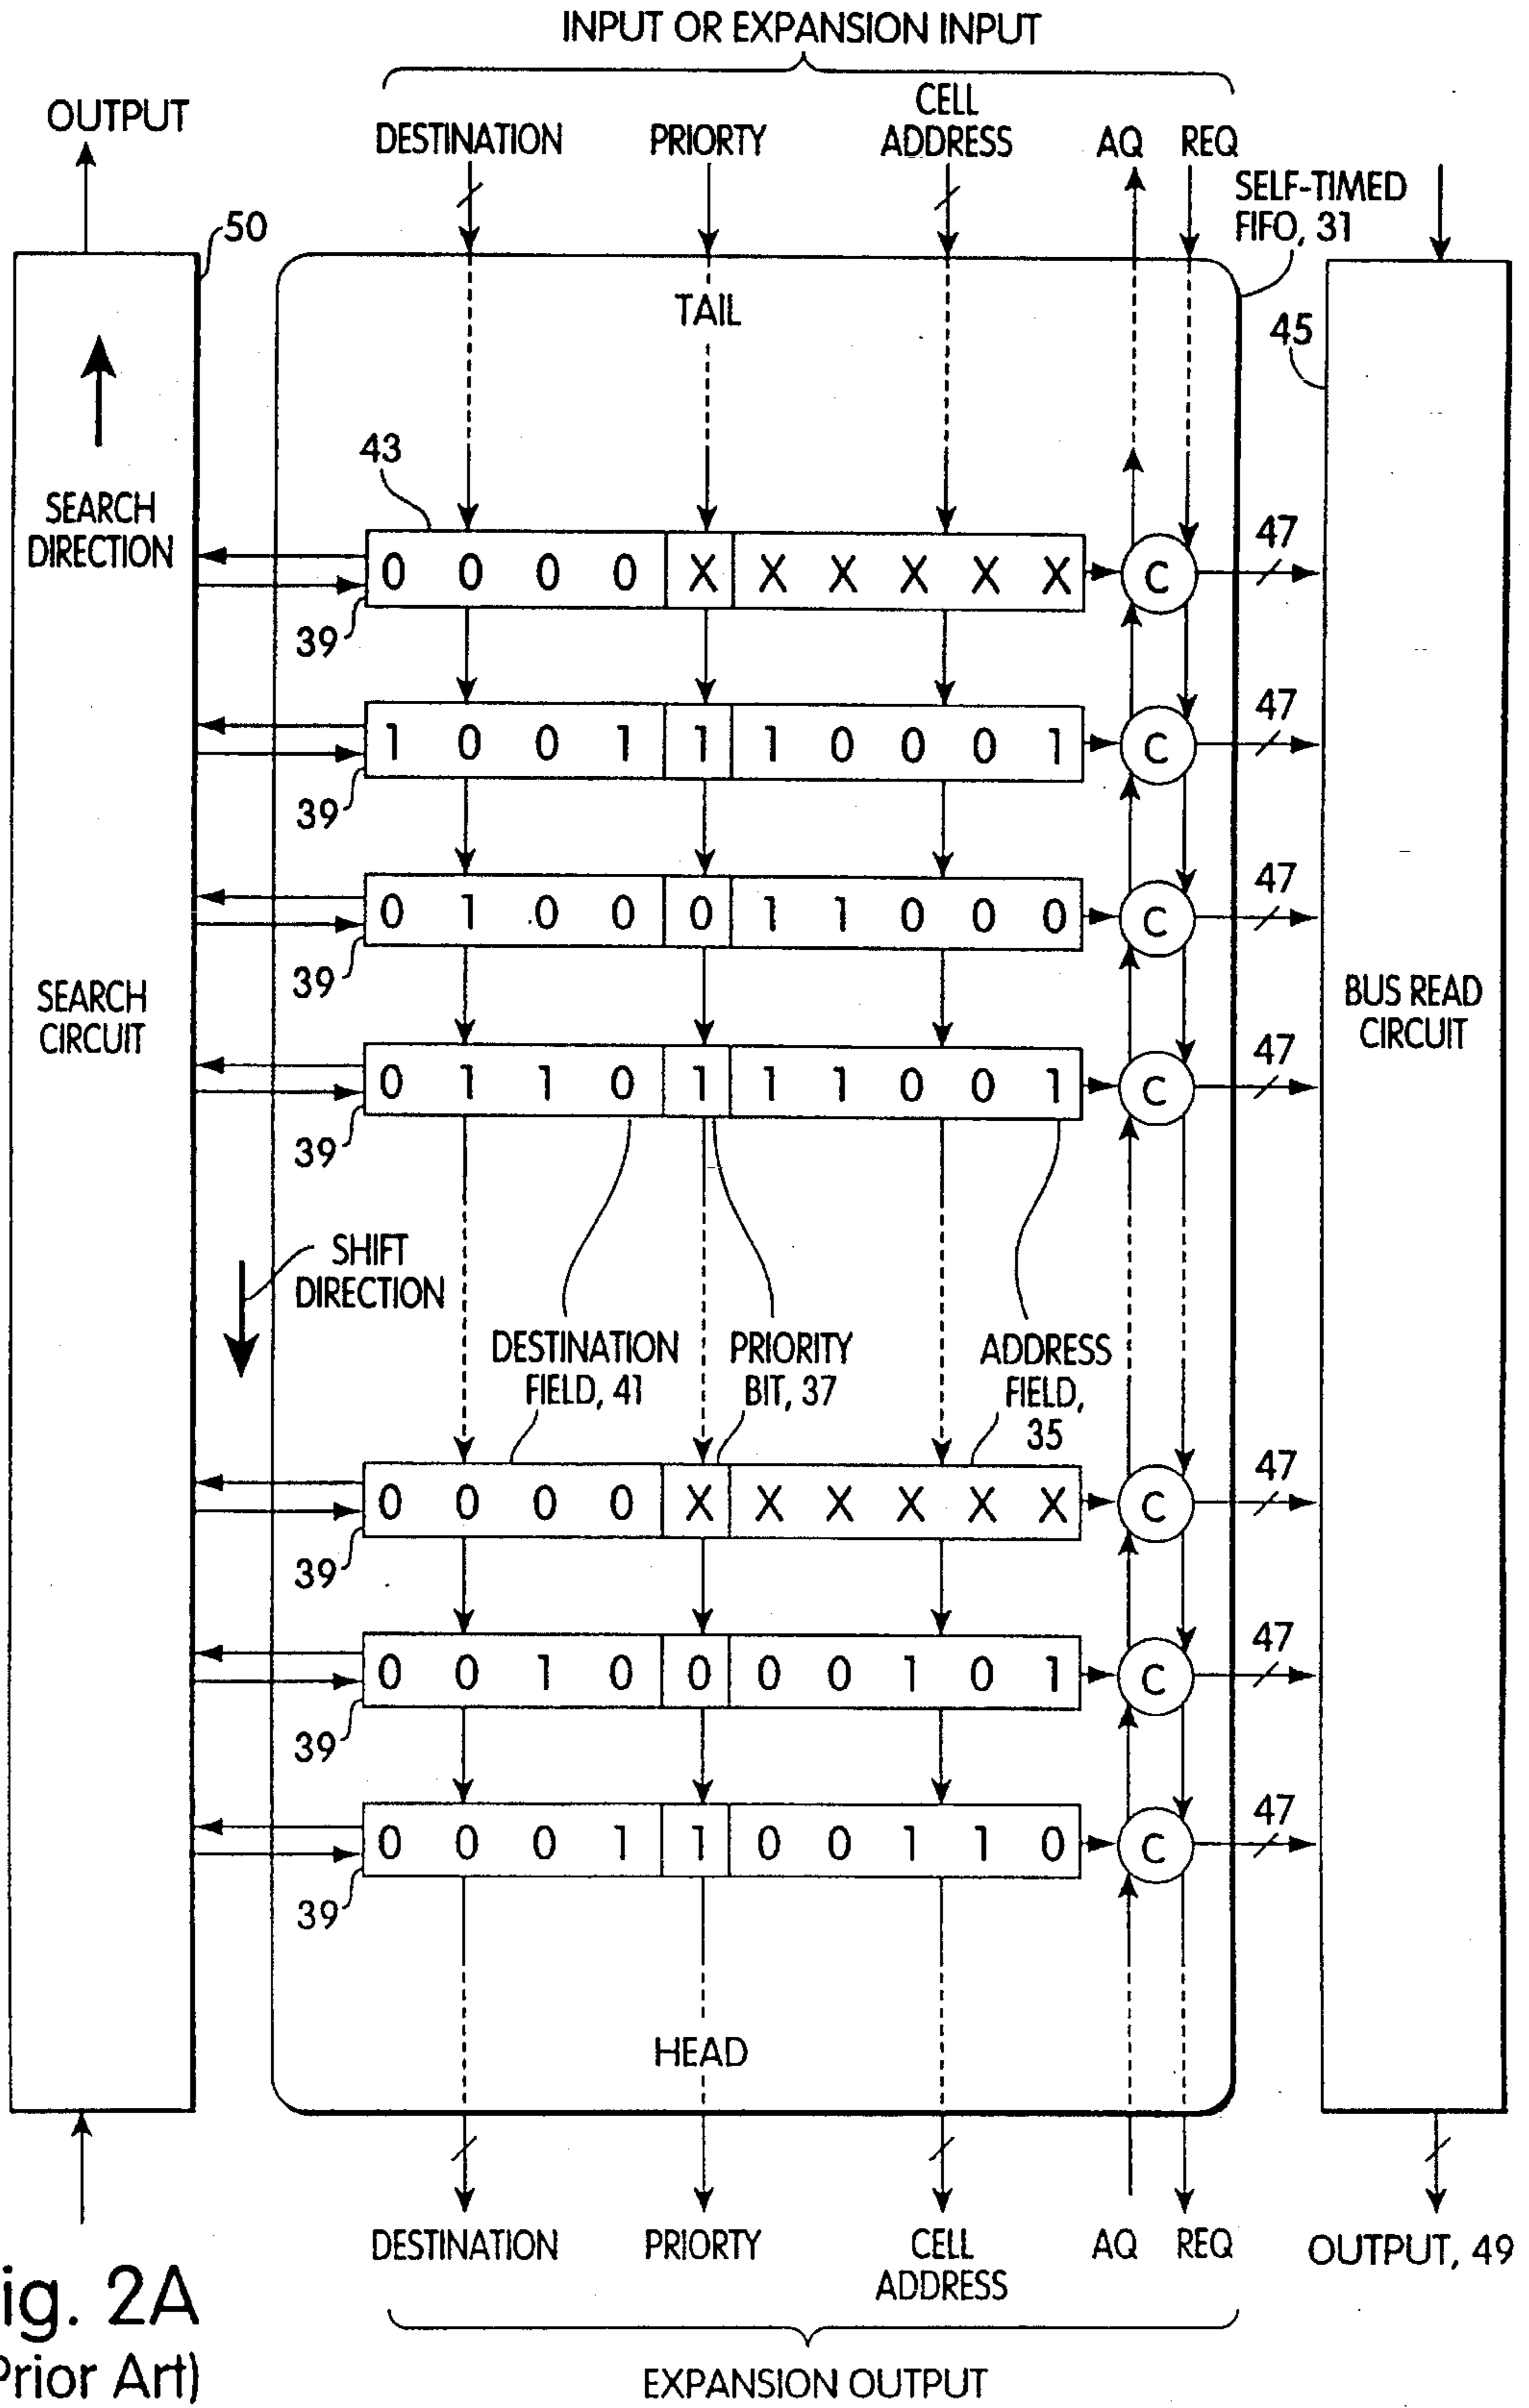 INPUT OR EXPANSION INPUT
OUTPUT
DESTINATION
PRIORTY
CELL
ADDRESS
AQ
REQ
SELF-TIMED
FIFO, 31
50
TAIL
45
43
SEARCH
DIRECTION
0 0 0 0 X X X X X X
C
47
39
1 0 0 1 1 1 0 0 0 1
C
47
39
0 1 0 0 0 1 1 0 0 0
C
47
39
SEARCH
CIRCUIT
BUS READ
CIRCUIT
0 1 1 0 1 1 1 0 0 1
C
47
39
SHIFT
DIRECTION
DESTINATION
FIELD, 41
PRIORITY
BIT, 37
ADDRESS
FIELD,
35
0 0 0 0 X X X X X X
C
47
39
0 0 1 0 0 0 0 1 0 1
C
47
39
0 0 0 1 1 0 0 1 1 0
C
47
39
HEAD
DESTINATION
PRIORTY
CELL
ADDRESS
AQ
REQ
OUTPUT, 49
EXPANSION OUTPUT
ig. 2A
Prior Art)